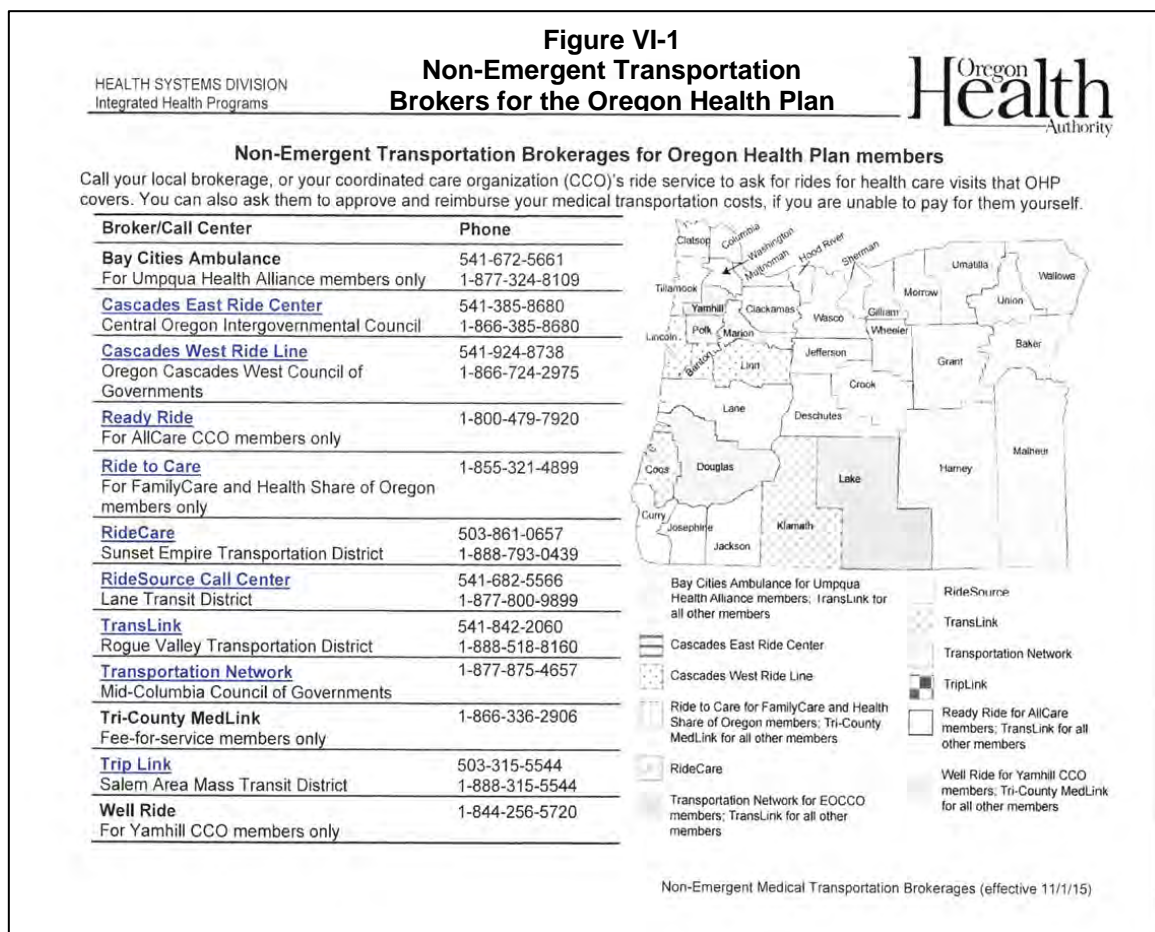 Figure VI-1
Non-Emergent Transportation
Brokers for the Oregon Health Plan
HEALTH SYSTEMS DIVISION
Integrated Health Programs
Oregon
Health
Authority
Non-Emergent Transportation Brokerages for Oregon Health Plan members
Call your local brokerage, or your coordinated care organization (CCO)'s ride service to ask for rides for health care visits that OHP
covers. You can also ask them to approve and reimburse your medical transportation costs, if you are unable to pay for them yourself.
Broker/Call Center Phone
Bay Cities Ambulance 541-672-5661
For Umpqua Health Alliance members only 1-877-324-8109
Cascades East Ride Center 541-385-8680
Central Oregon Intergovernmental Council 1-866-385-8680
Cascades West Ride Line 541-924-8738
Oregon Cascades West Council of 1-866-724-2975
Governments
Ready Ride 1-800-479-7920
For AllCare CCO members only
Ride to Care 1-855-321-4899
For FamilyCare and Health Share of Oregon
members only
RideCare 503-861-0657
Sunset Empire Transportation District 1-888-793-0439
RideSource Call Center 541-682-5566
Lane Transit District 1-877-800-9899
TransLink 541-842-2060
Rogue Valley Transportation District 1-888-518-8160
Transportation Network 1-877-875-4657
Mid-Columbia Council of Governments
Tri-County MedLink 1-866-336-2906
Fee-for-service members only
Trip Link 503-315-5544
Salem Area Mass Transit District 1-888-315-5544
Well Ride 1-844-256-5720
For Yamhill CCO members only
Clatsop
Columbia
Washington
Multnomah
Hood River
Sherman
Umatilla
Wallowa
Tillamook
Morrow
Union
Yamhill
Clackamas
Wasco
Gilliam
Lincoln
Polk
Marion
Wheeler
Baker
Benton
Linn
Jefferson
Grant
Crook
Lane
Deschutes
Coos
Douglas
Lake
Harney
Malheur
Curry
Josephine
Klamath
Jackson
Bay Cities Ambulance for Umpqua
Health Alliance members; TransLink for
all other members
Cascades East Ride Center
Cascades West Ride Line
Ride to Care for FamilyCare and Health
Share of Oregon members; Tri-County
MedLink for all other members
RideCare
Transportation Network for EOCCO
members; TransLink for all other
members
RideSource
TransLink
Transportation Network
TripLink
Ready Ride for AllCare
members; TransLink for all
other members
Well Ride for Yamhill CCO
members; Tri-County MedLink
for all other members
Non-Emergent Medical Transportation Brokerages (effective 11/1/15)